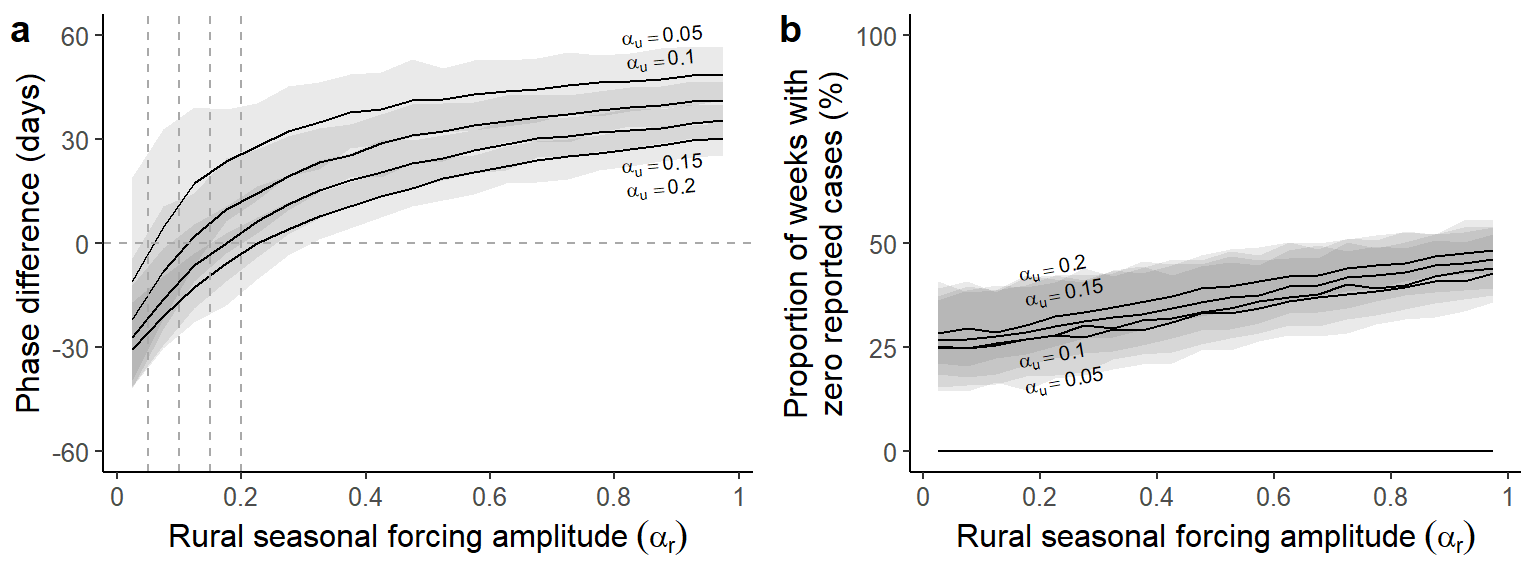 a
Phase difference (days)
60
30
0
-30
-60
αu = 0.05
αu = 0.1
αu = 0.15
αu = 0.2
0
0.2
0.4
0.6
0.8
1
Rural seasonal forcing amplitude (αr)
b
Proportion of weeks with
zero reported cases (%)
100
75
50
25
0
αu = 0.2
αu = 0.15
αu = 0.1
αu = 0.05
0
0.2
0.4
0.6
0.8
1
Rural seasonal forcing amplitude (αr)